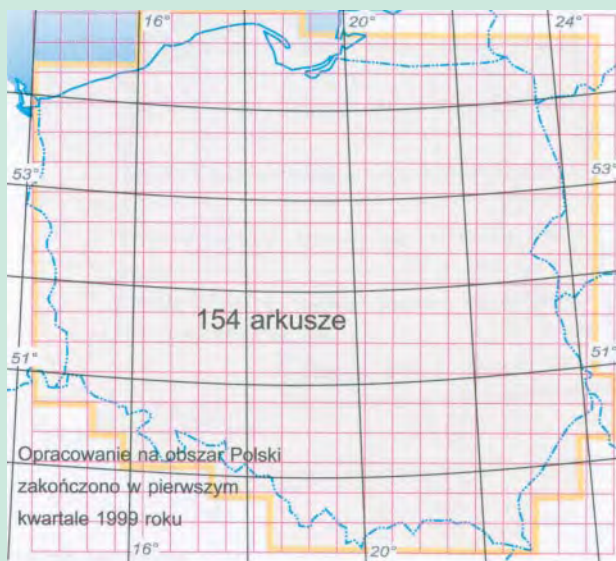 16° 20° 24°
53° 53°
154 arkusze
51° 51°
Opracowanie na obszar Polski
zakończono w pierwszym
kwartale 1999 roku
16° 20°